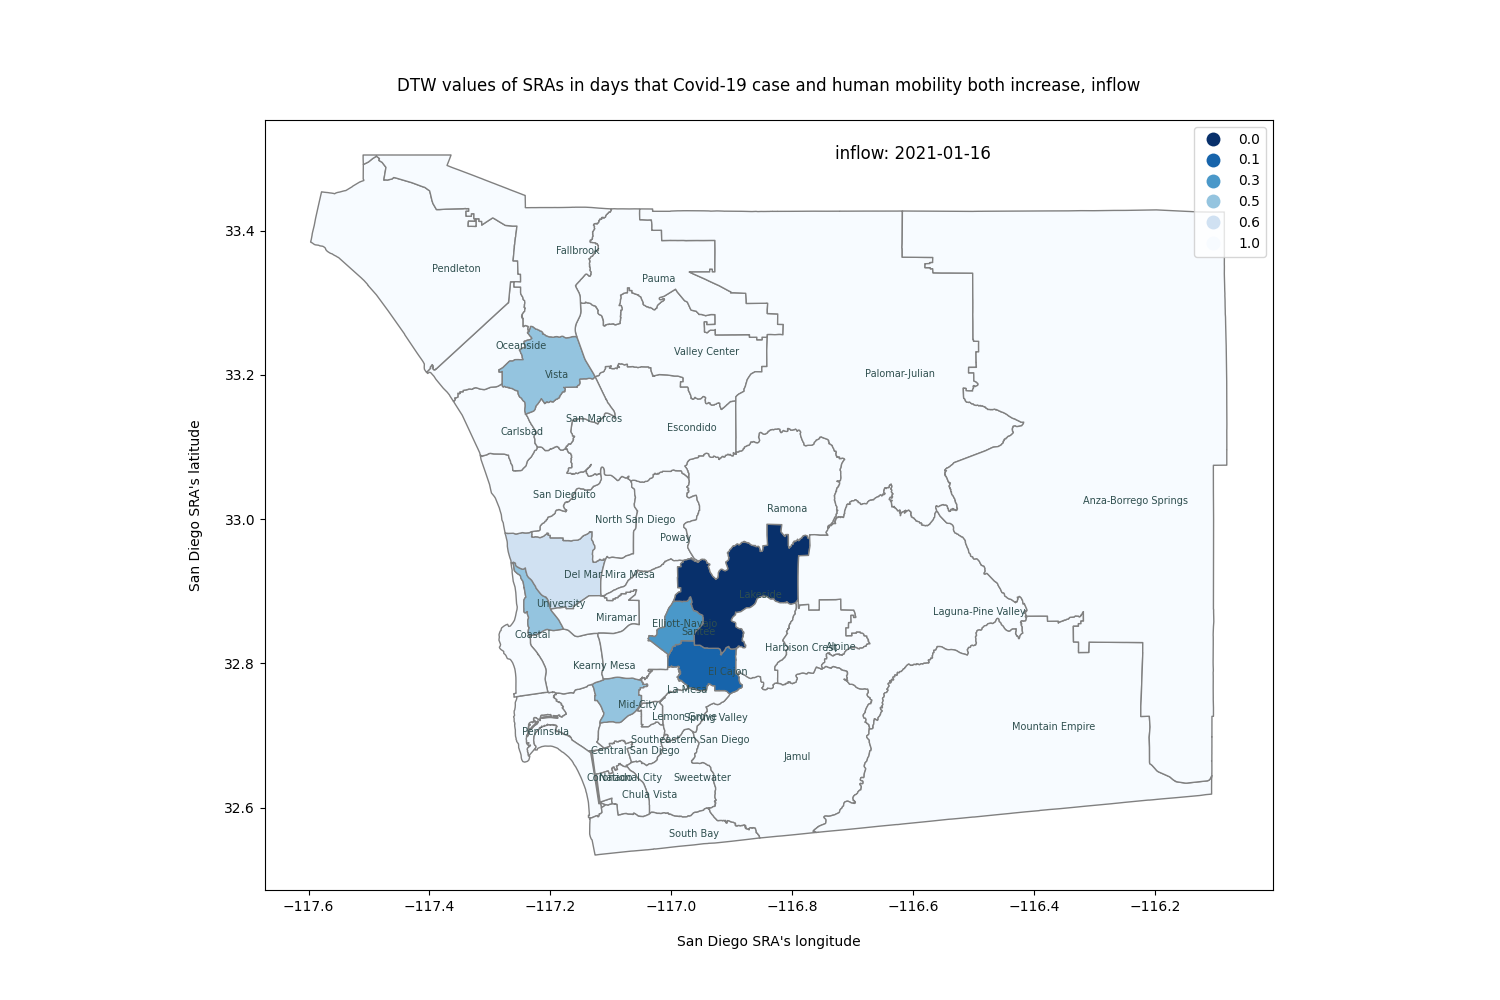 DTW values of SRAs in days that Covid-19 case and human mobility both increase, inflow
inflow: 2021-01-16
0.0
0.1
0.3
0.5
0.6
1.0
33.4
33.2
33.0
32.8
32.6
San Diego SRA's latitude
Fallbrook
Pendleton
Pauma
Oceanside
Valley Center
Vista
Palomar-Julian
San Marcos
Carlsbad
Escondido
San Dieguito
Anza-Borrego Springs
Ramona
North San Diego
Poway
Del Mar-Mira Mesa
Lakeside
University
Miramar
Laguna-Pine Valley
Elliott-Navajo
Santee
Coastal
Harbison Crest
Alpine
Kearny Mesa
El Cajon
La Mesa
Mid-City
Lemon Grove
Spring Valley
Mountain Empire
Peninsula
Southeastern San Diego
Central San Diego
Jamul
Coronado
National City
Sweetwater
Chula Vista
South Bay
−117.6
−117.4
−117.2
−117.0
−116.8
−116.6
−116.4
−116.2
San Diego SRA's longitude